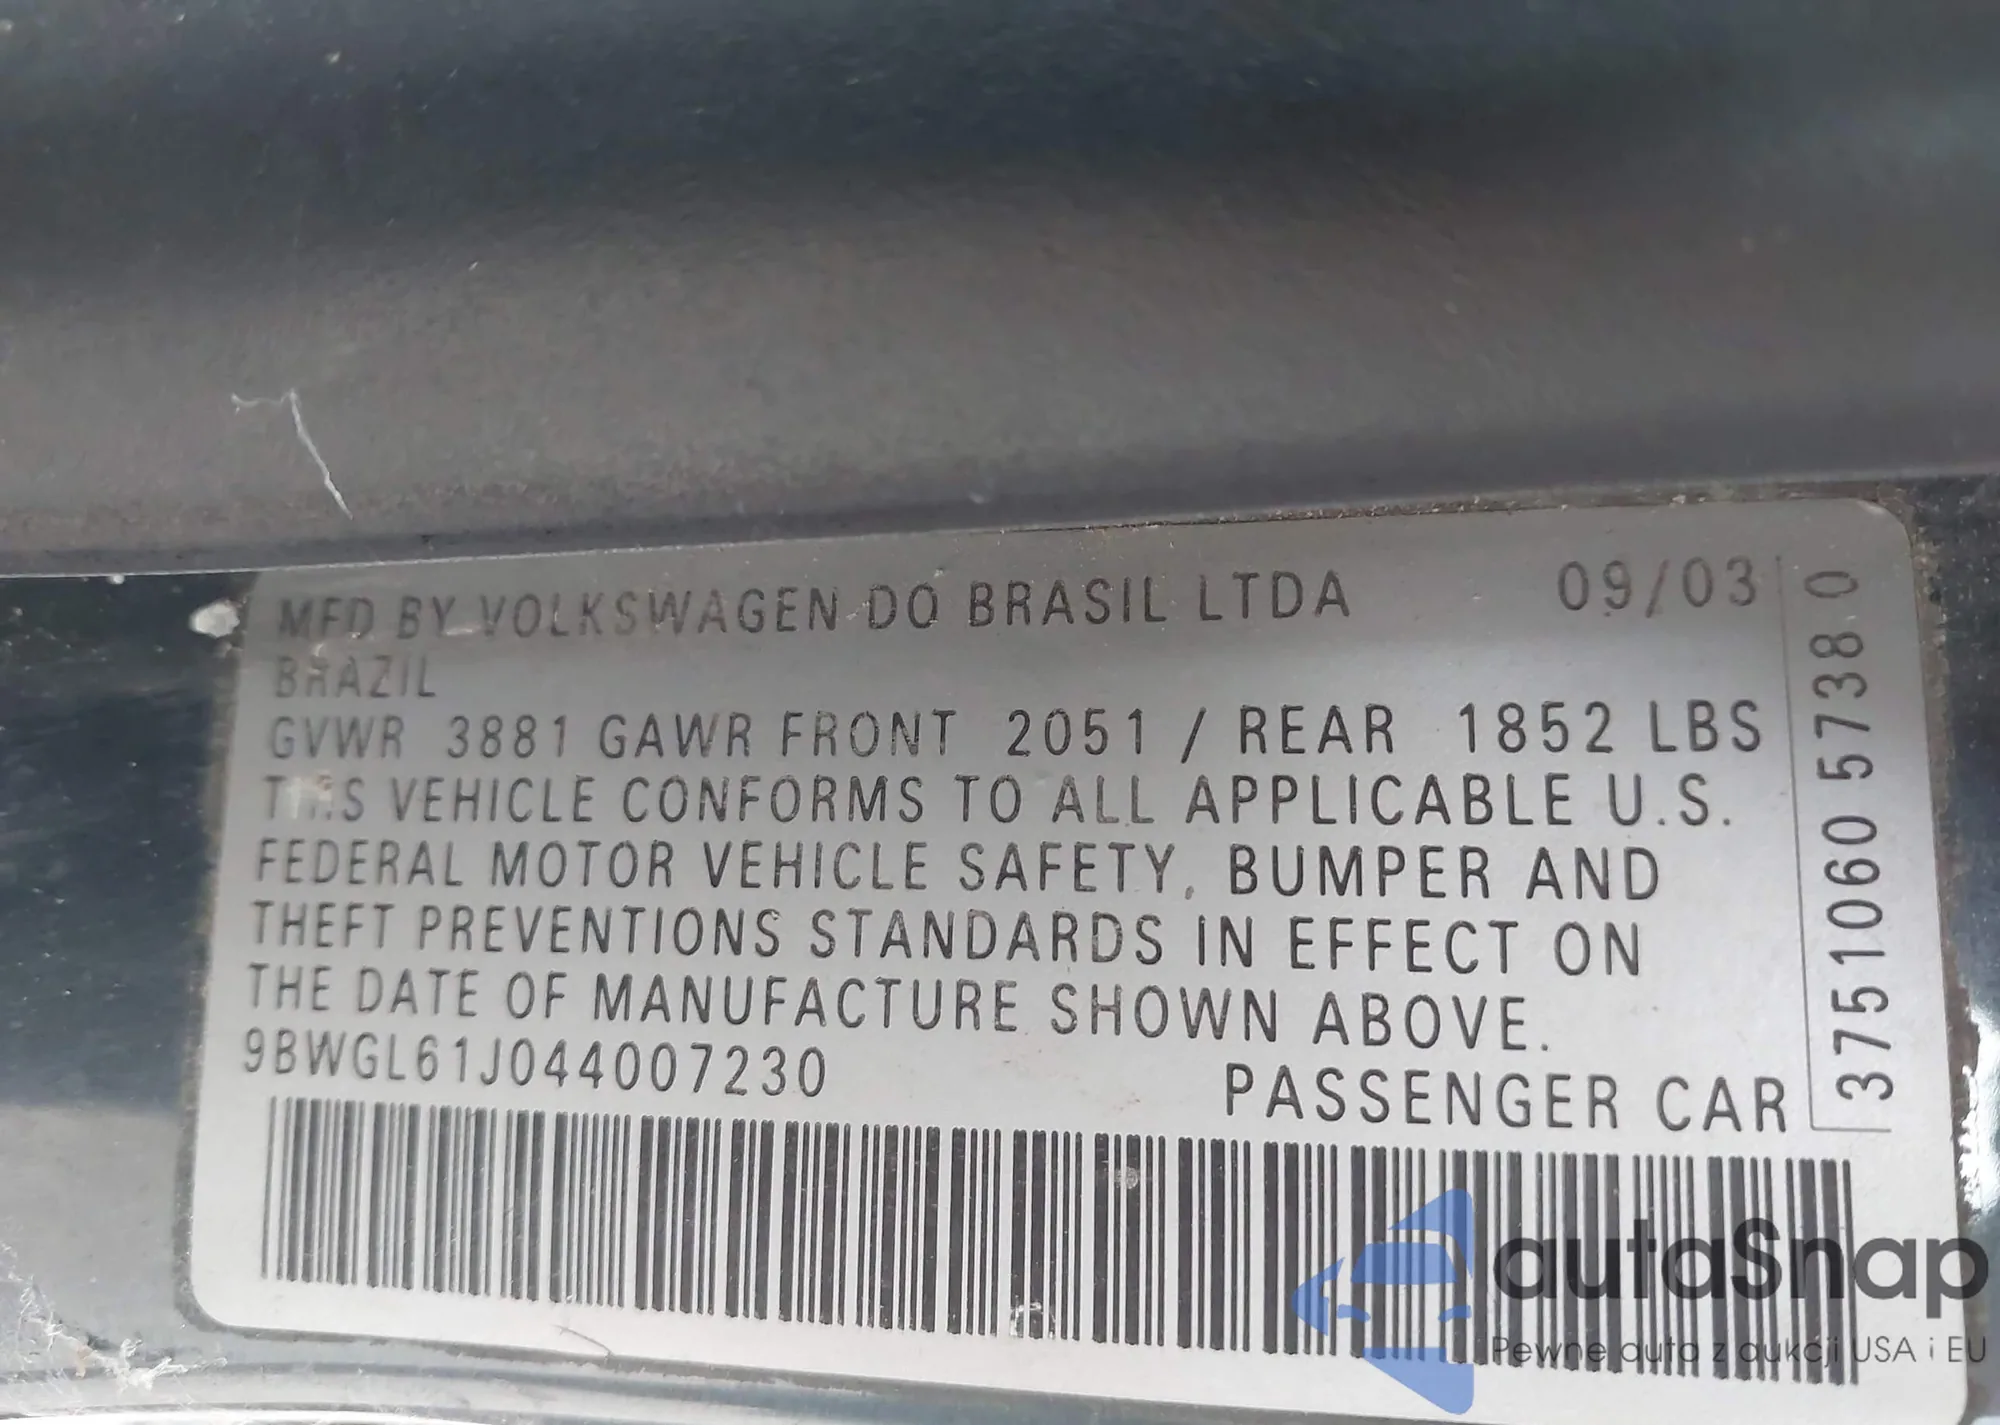 MFD BY VOLKSWAGEN DO BRASIL LTDA 09/03
BRAZIL
GVWR 3881 GAWR FRONT 2051 / REAR 1852 LBS
THIS VEHICLE CONFORMS TO ALL APPLICABLE U.S.
FEDERAL MOTOR VEHICLE SAFETY, BUMPER AND
THEFT PREVENTIONS STANDARDS IN EFFECT ON
THE DATE OF MANUFACTURE SHOWN ABOVE.
9BWGL61J044007230
PASSENGER CAR
3751060 5738 0
autaSnap
Pewne auta z aukcji USA i EU